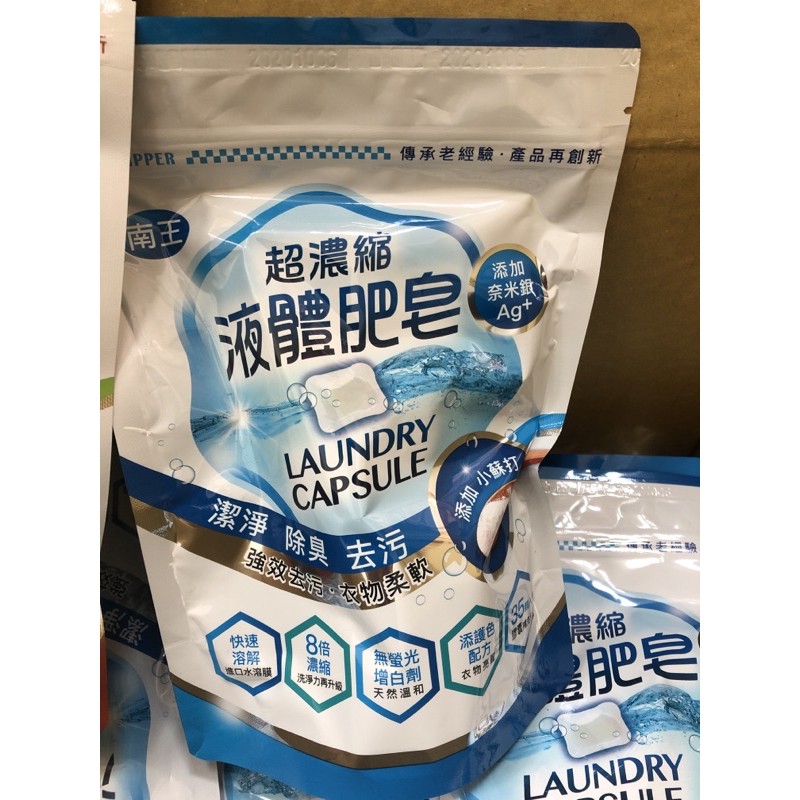 20201006
20201006
傳承老經驗‧產品再創新
南王
超濃縮
液體肥皂
添加
奈米銀
Ag+
LAUNDRY
CAPSULE
添加 小蘇打
潔淨 除臭 去污
強效去污‧衣物柔軟
快速
溶解
進口水溶膜
8倍
濃縮
洗淨力再升級
無螢光
增白劑
天然溫和
添護色
配方
衣物亮
傳承老經驗
濃縮
體肥皂
LAUNDRY